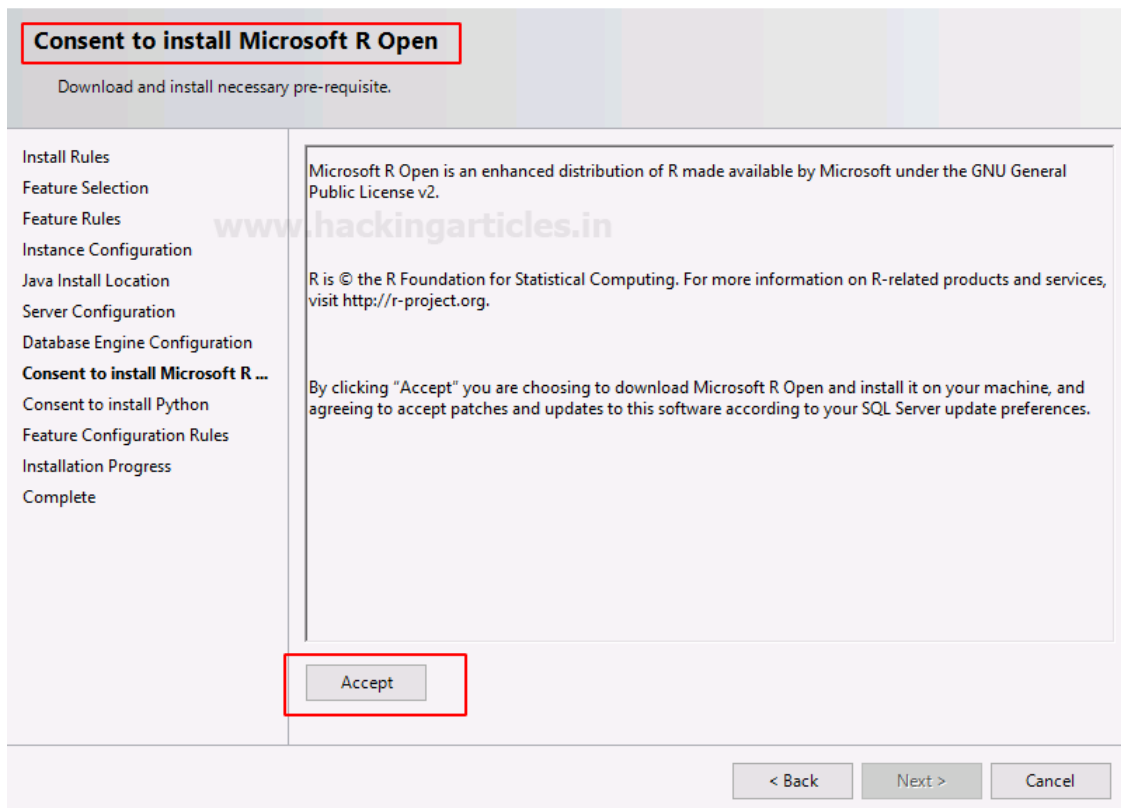 Consent to install Microsoft R Open
Download and install necessary pre-requisite.
Install Rules
Feature Selection
Feature Rules
Instance Configuration
Java Install Location
Server Configuration
Database Engine Configuration
Consent to install Microsoft R ...
Consent to install Python
Feature Configuration Rules
Installation Progress
Complete
Microsoft R Open is an enhanced distribution of R made available by Microsoft under the GNU General
Public License v2.
www.hackingarticles.in
R is © the R Foundation for Statistical Computing. For more information on R-related products and services,
visit http://r-project.org.
By clicking “Accept” you are choosing to download Microsoft R Open and install it on your machine, and
agreeing to accept patches and updates to this software according to your SQL Server update preferences.
Accept
< Back Next > Cancel